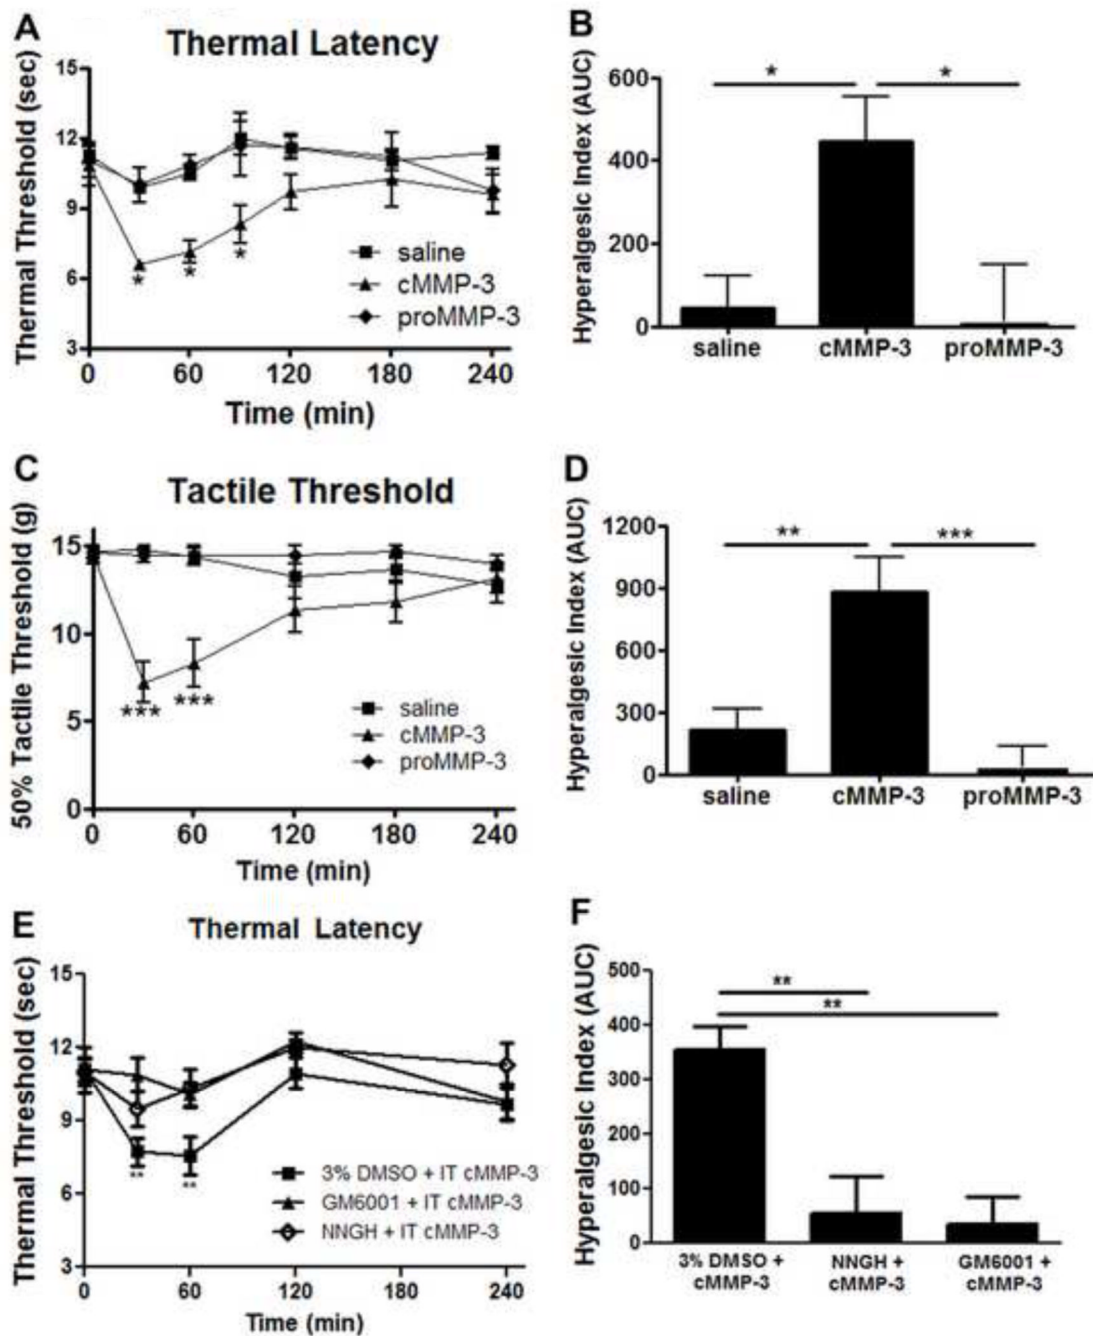 A
Thermal Latency
Thermal Threshold (sec)
15
12
9
6
3
* * *
saline
cMMP-3
proMMP-3
0 60 120 180 240
Time (min)
B
Hyperalgesic Index (AUC)
600
400
200
0
* *
saline cMMP-3 proMMP-3
C
Tactile Threshold
50% Tactile Threshold (g)
15
10
5
0
*** ***
saline
cMMP-3
proMMP-3
0 60 120 180 240
Time (min)
D
Hyperalgesic Index (AUC)
1200
900
600
300
0
** ***
saline cMMP-3 proMMP-3
E
Thermal Latency
Thermal Threshold (sec)
15
12
9
6
3
** **
3% DMSO + IT cMMP-3
GM6001 + IT cMMP-3
NNGH + IT cMMP-3
0 60 120 180 240
Time (min)
F
Hyperalgesic Index (AUC)
500
400
300
200
100
0
**
**
3% DMSO + NNGH + GM6001 +
cMMP-3 cMMP-3 cMMP-3